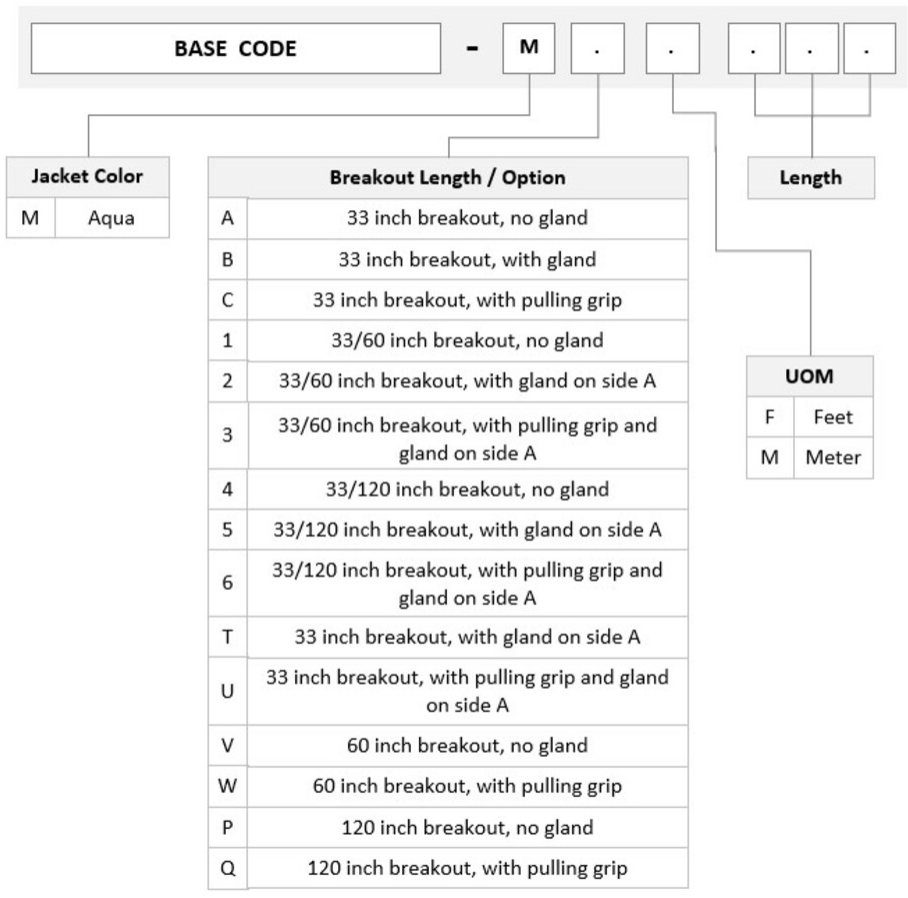 BASE CODE - M . . . . .
Jacket Color
M Aqua
Breakout Length / Option
A 33 inch breakout, no gland
B 33 inch breakout, with gland
C 33 inch breakout, with pulling grip
1 33/60 inch breakout, no gland
2 33/60 inch breakout, with gland on side A
3 33/60 inch breakout, with pulling grip and
gland on side A
4 33/120 inch breakout, no gland
5 33/120 inch breakout, with gland on side A
6 33/120 inch breakout, with pulling grip and
gland on side A
T 33 inch breakout, with gland on side A
U 33 inch breakout, with pulling grip and gland
on side A
V 60 inch breakout, no gland
W 60 inch breakout, with pulling grip
P 120 inch breakout, no gland
Q 120 inch breakout, with pulling grip
Length
UOM
F Feet
M Meter